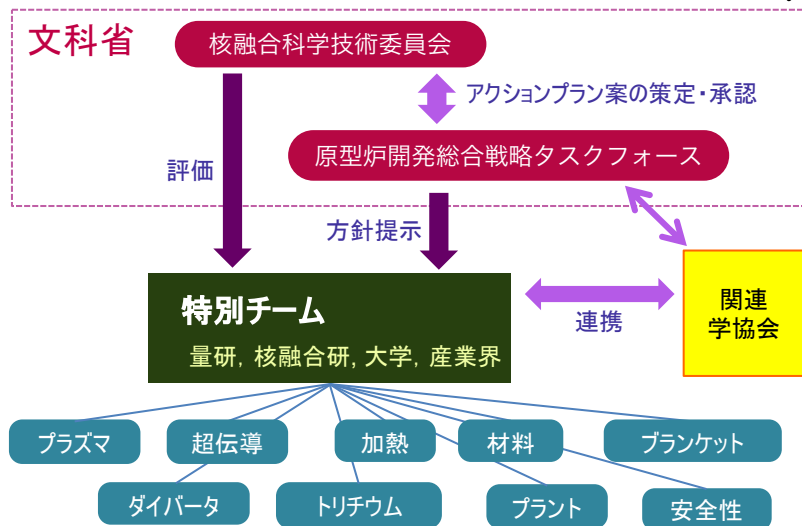 文科省
核融合科学技術委員会
アクションプラン案の策定・承認
原型炉開発総合戦略タスクフォース
評価
方針提示
特別チーム
量研, 核融合研, 大学, 産業界
連携
関連
学協会
プラズマ
超伝導
加熱
材料
ブランケット
ダイバータ
トリチウム
プラント
安全性